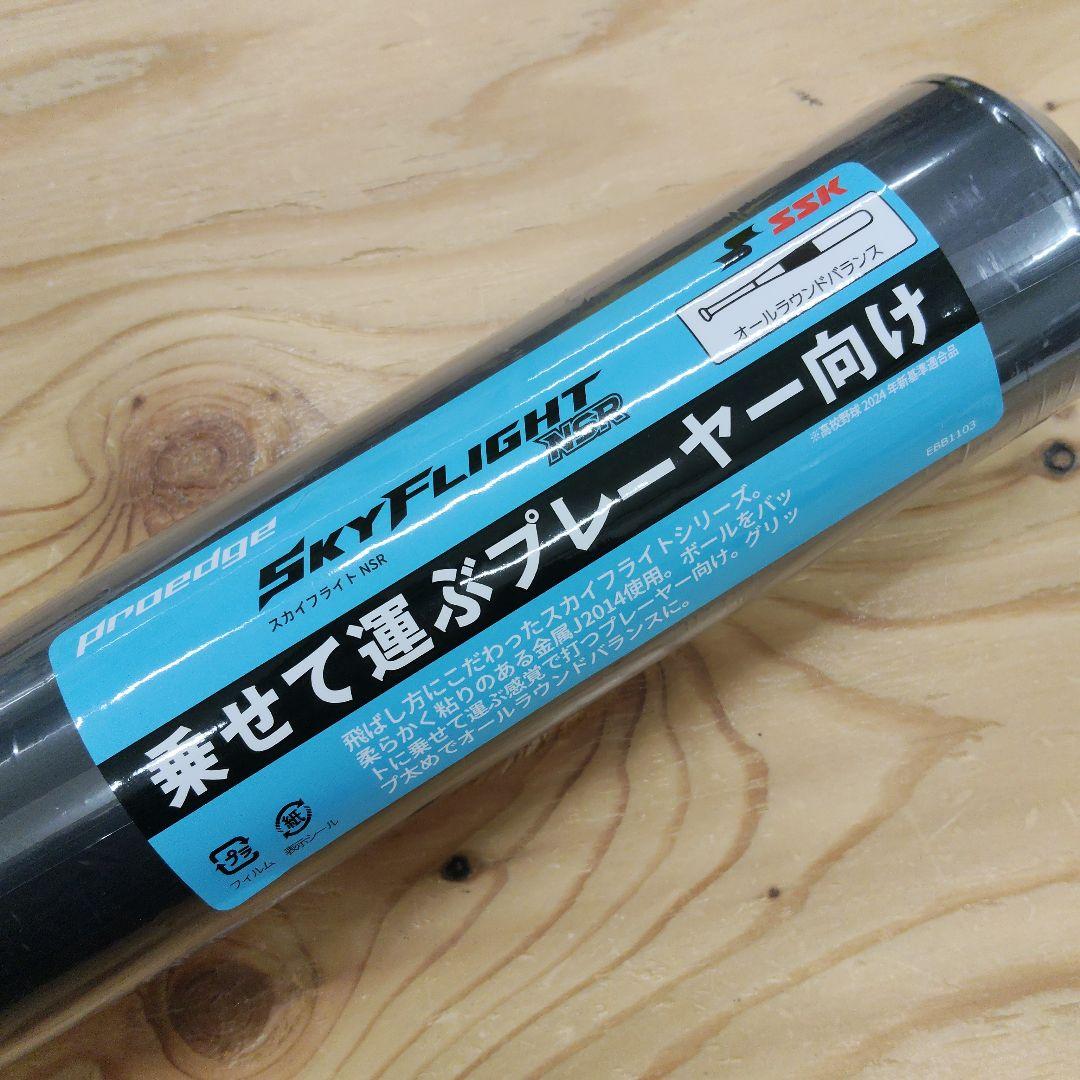 SSK
オールラウンドバランス
proedge
SKYFLIGHT
NSR
スカイフライト NSR
乗せて運ぶプレーヤー向け
※高校野球 2024 年新基準適合品
EBB1103
飛ばし方にこだわったスカイフライトシリーズ。
柔らかく粘りのある金属J2014使用。ボールをバッ
トに乗せて運ぶ感覚で打つプレーヤー向け。グリッ
プ太めでオールラウンドバランスに。
プラ
フィルム
紙
表示シール